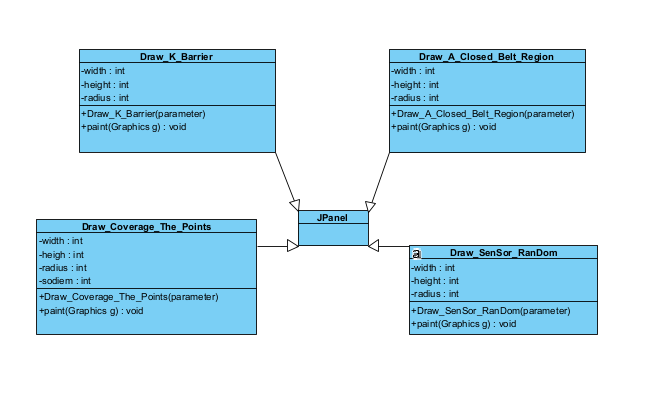 Draw_K_Barrier
-width : int
-height : int
-radius : int
+Draw_K_Barrier(parameter)
+paint(Graphics g) : void
Draw_A_Closed_Belt_Region
-width : int
-height : int
-radius : int
+Draw_A_Closed_Belt_Region(parameter)
+paint(Graphics g) : void
JPanel
Draw_Coverage_The_Points
-width : int
-heigh : int
-radius : int
-sodiem : int
+Draw_Coverage_The_Points(parameter)
+paint(Graphics g) : void
a
Draw_SenSor_RanDom
-width : int
-height : int
-radius : int
+Draw_SenSor_RanDom(parameter)
+paint(Graphics g) : void